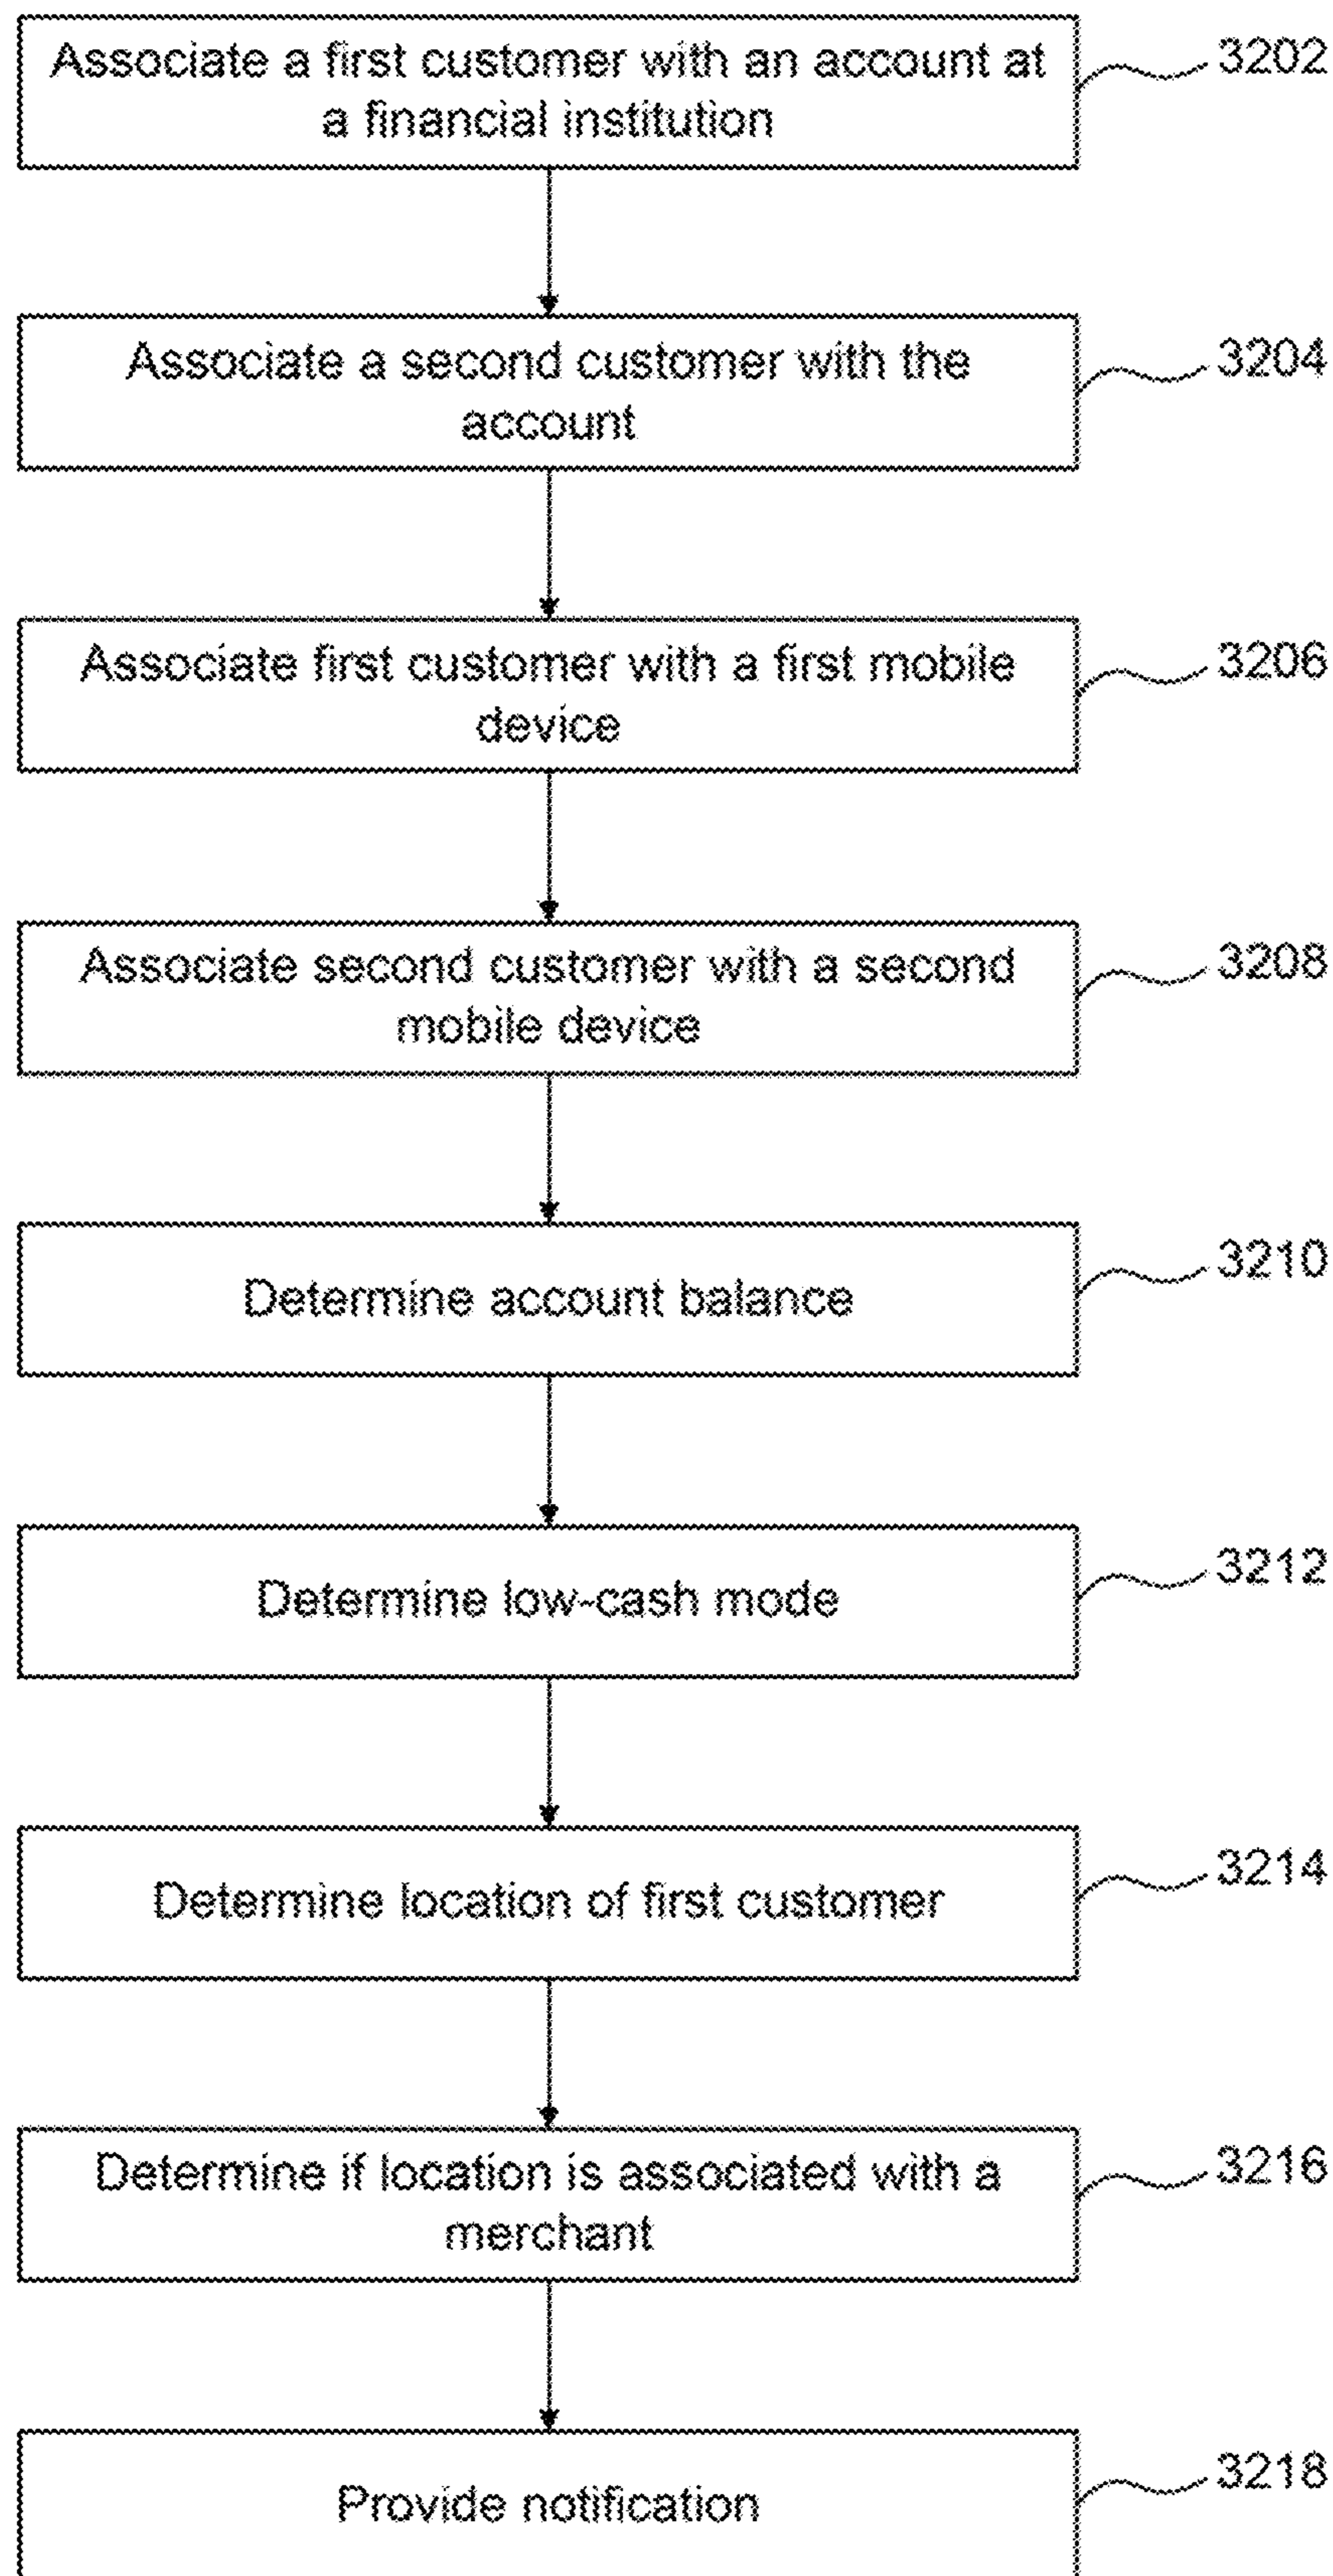 Associate a first customer with an account at
a financial institution
3202
Associate a second customer with the
account
3204
Associate first customer with a first mobile
device
3206
Associate second customer with a second
mobile device
3208
Determine account balance
3210
Determine low-cash mode
3212
Determine location of first customer
3214
Determine if location is associated with a
merchant
3216
Provide notification
3218